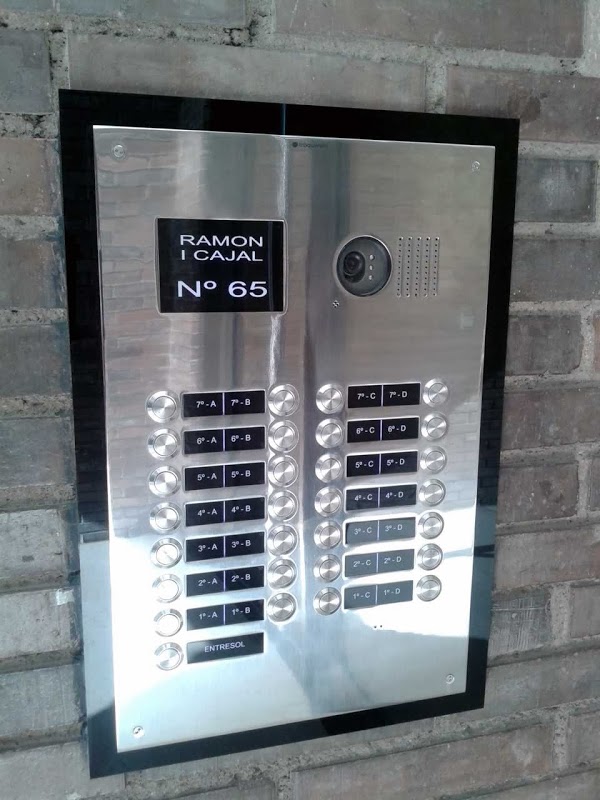 RAMON
I CAJAL
Nº 65
7º - A 7º - B 7º - C 7º - D
6º - A 6º - B 6º - C 6º - D
5º - A 5º - B 5º - C 5º - D
4º - A 4º - B 4º - C 4º - D
3º - A 3º - B 3º - C 3º - D
2º - A 2º - B 2º - C 2º - D
1º - A 1º - B 1º - C 1º - D
ENTRESOL